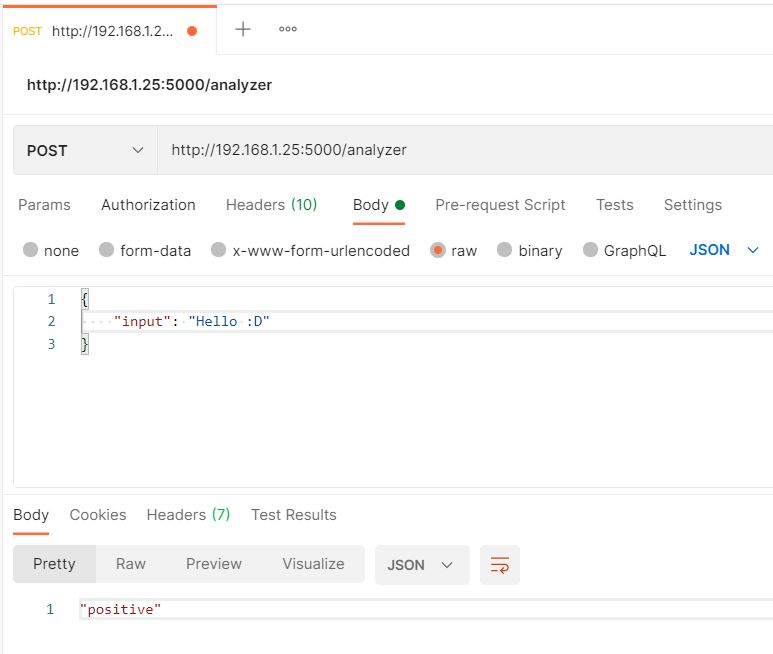 POST http://192.168.1.2...
http://192.168.1.25:5000/analyzer
POST http://192.168.1.25:5000/analyzer
Params Authorization Headers (10) Body Pre-request Script Tests Settings
none form-data x-www-form-urlencoded raw binary GraphQL JSON
1 {
2 "input": "Hello :D"
3 }
Body Cookies Headers (7) Test Results
Pretty Raw Preview Visualize JSON
1 "positive"